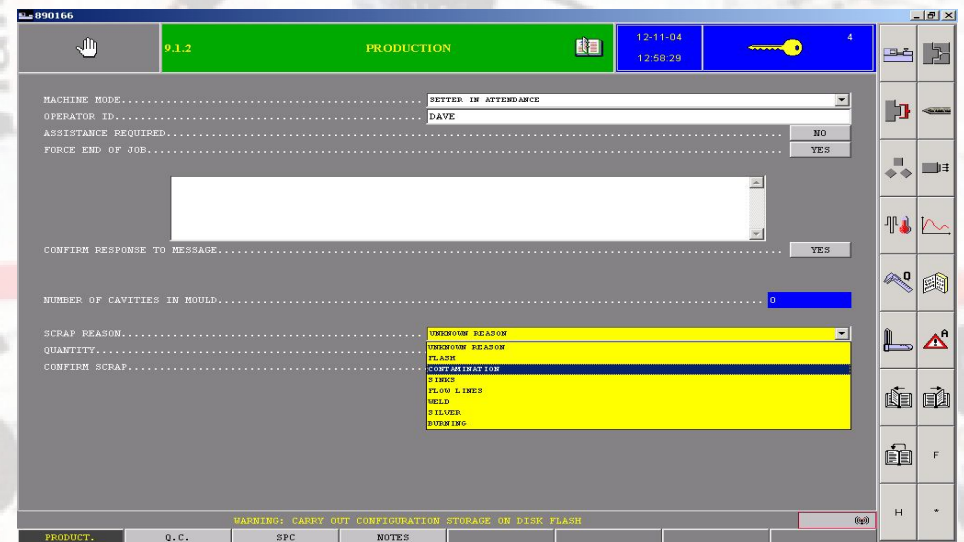 890166
9.1.2 PRODUCTION 12-11-04 4
12:58:29
MACHINE MODE SETTER IN ATTENDANCE
OPERATOR ID DAVE
ASSISTANCE REQUIRED NO
FORCE END OF JOB YES
CONFIRM RESPONSE TO MESSAGE YES
NUMBER OF CAVITIES IN MOULD 0
SCRAP REASON UNKNOWN REASON
QUANTITY
CONFIRM SCRAP
UNKNOWN REASON
FLASH
CONTAMINATION
SINKS
FLOW LINES
WELD
SILVER
BURNING
WARNING: CARRY OUT CONFIGURATION STORAGE ON DISK FLASH
PRODUCT. Q.C. SPC NOTES
Q
A
F
H *